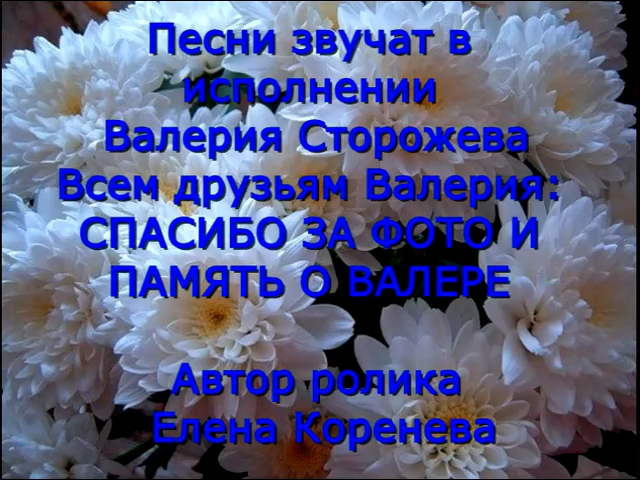 Песни звучат в
исполнении
Валерия Сторожева
Всем друзьям Валерия:
СПАСИБО ЗА ФОТО И
ПАМЯТЬ О ВАЛЕРЕ
Автор ролика
Елена Коренева